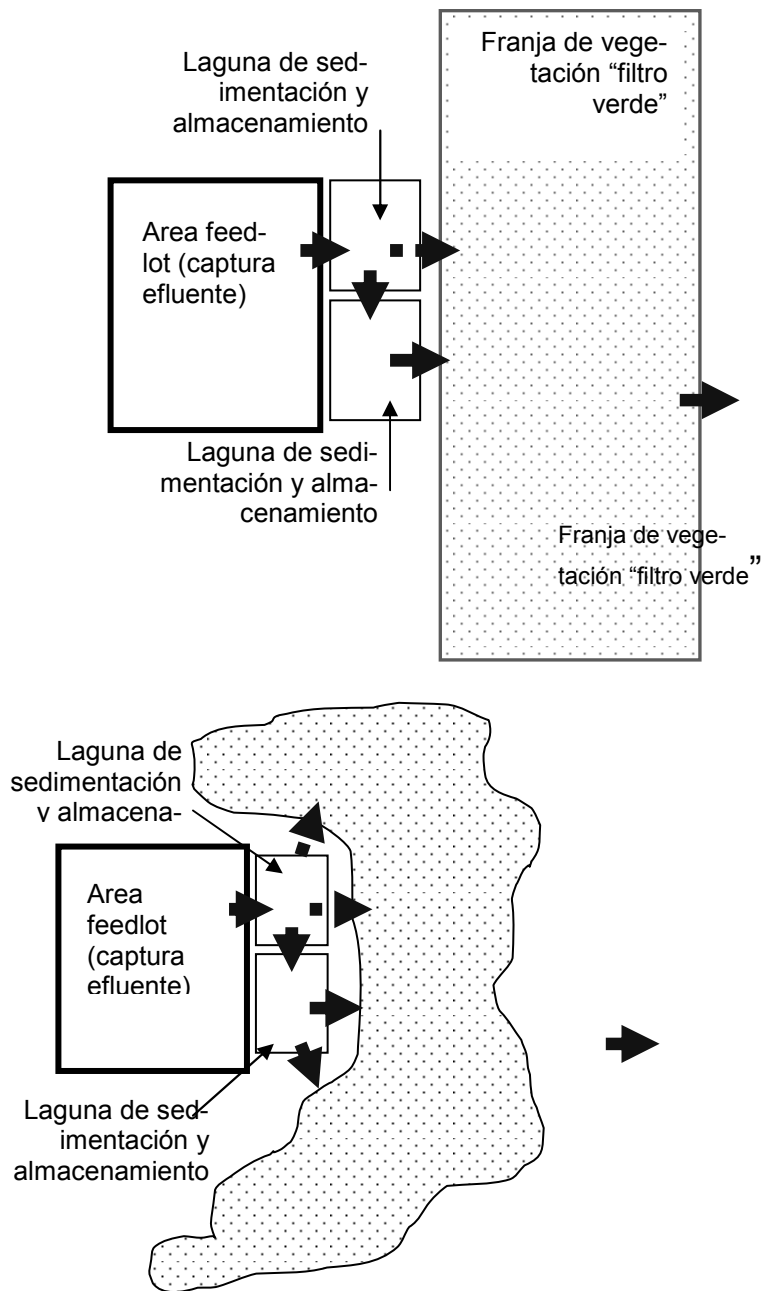 Laguna de sed-
imentación y
almacenamiento
Franja de vege-
tación “filtro
verde”
Area feed-
lot (captura
efluente)
Laguna de sedi-
mentación y alma-
cenamiento
Franja de vege-
tación “filtro verde”
Laguna de
sedimentación
y almacena-
Area
feedlot
(captura
efluente)
Laguna de sed-
imentación y
almacenamiento